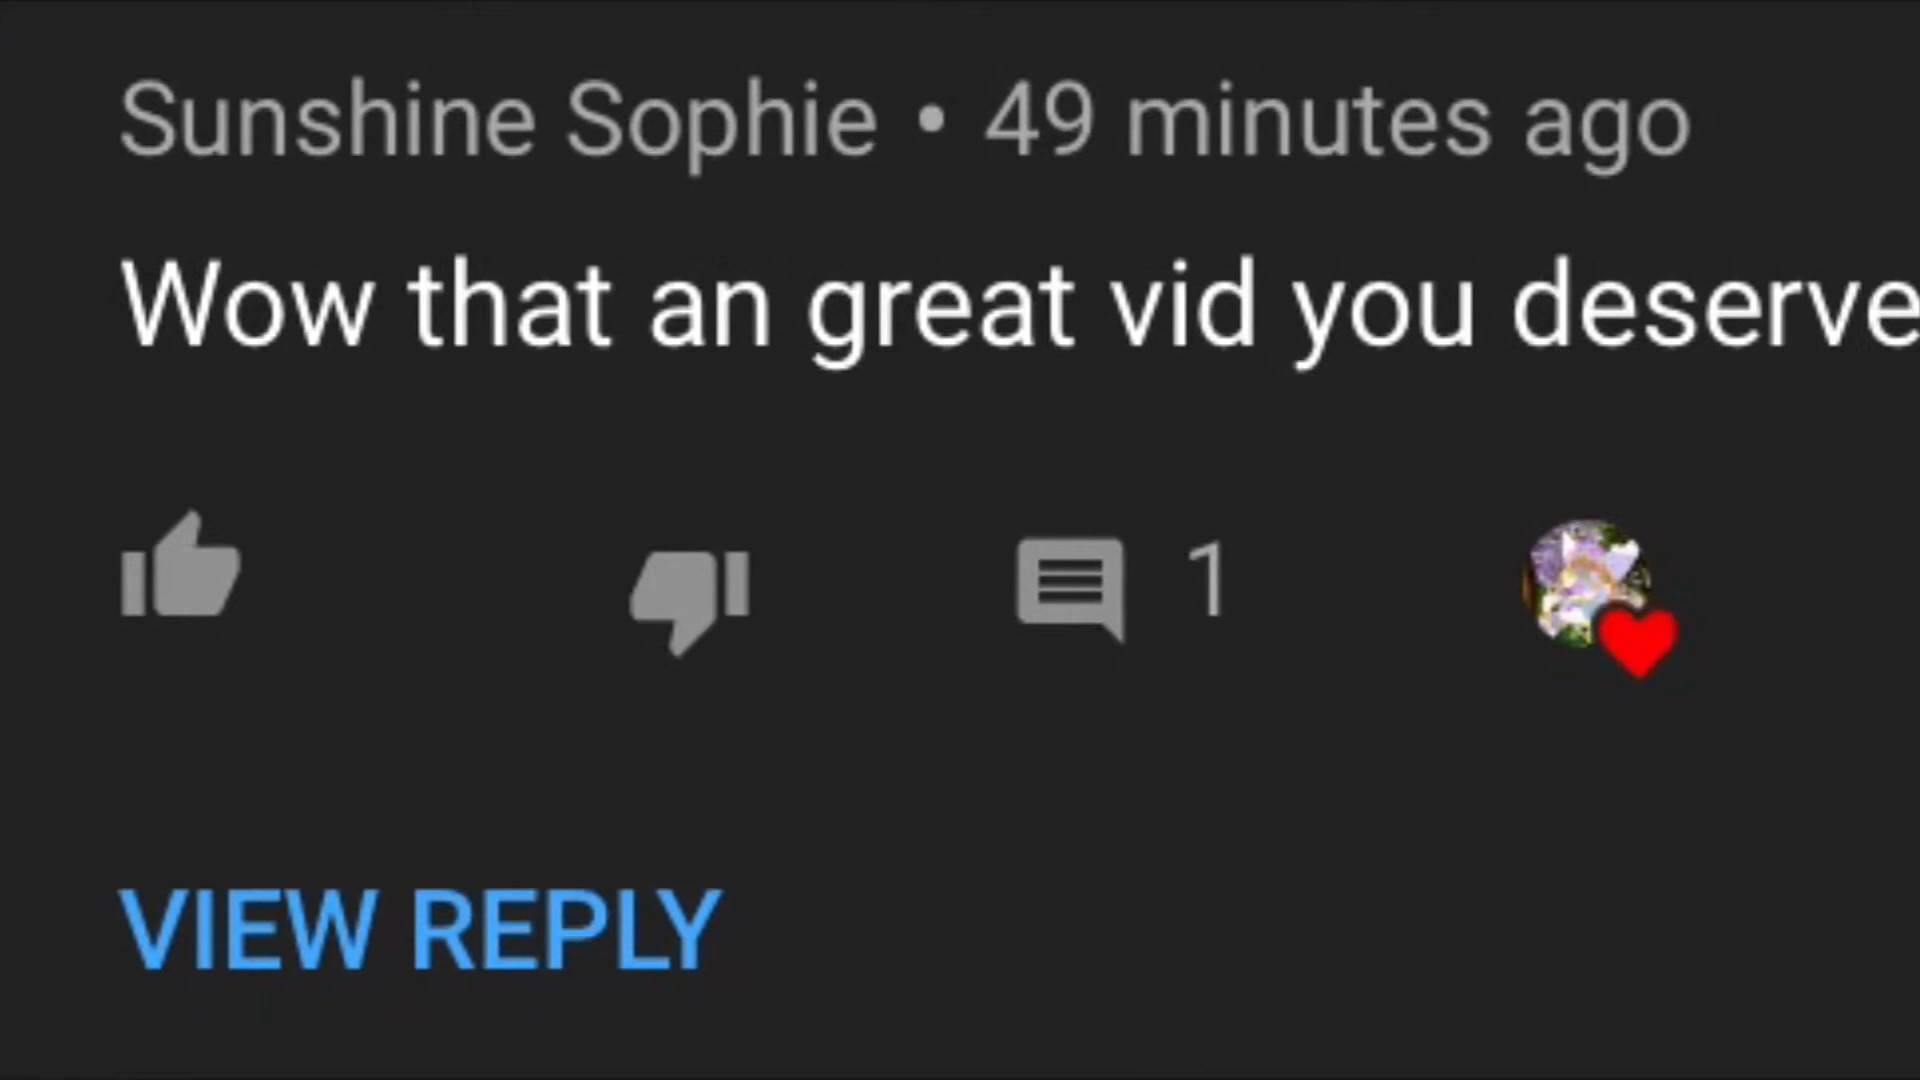 Sunshine Sophie • 49 minutes ago
Wow that an great vid you deserve
1
VIEW REPLY